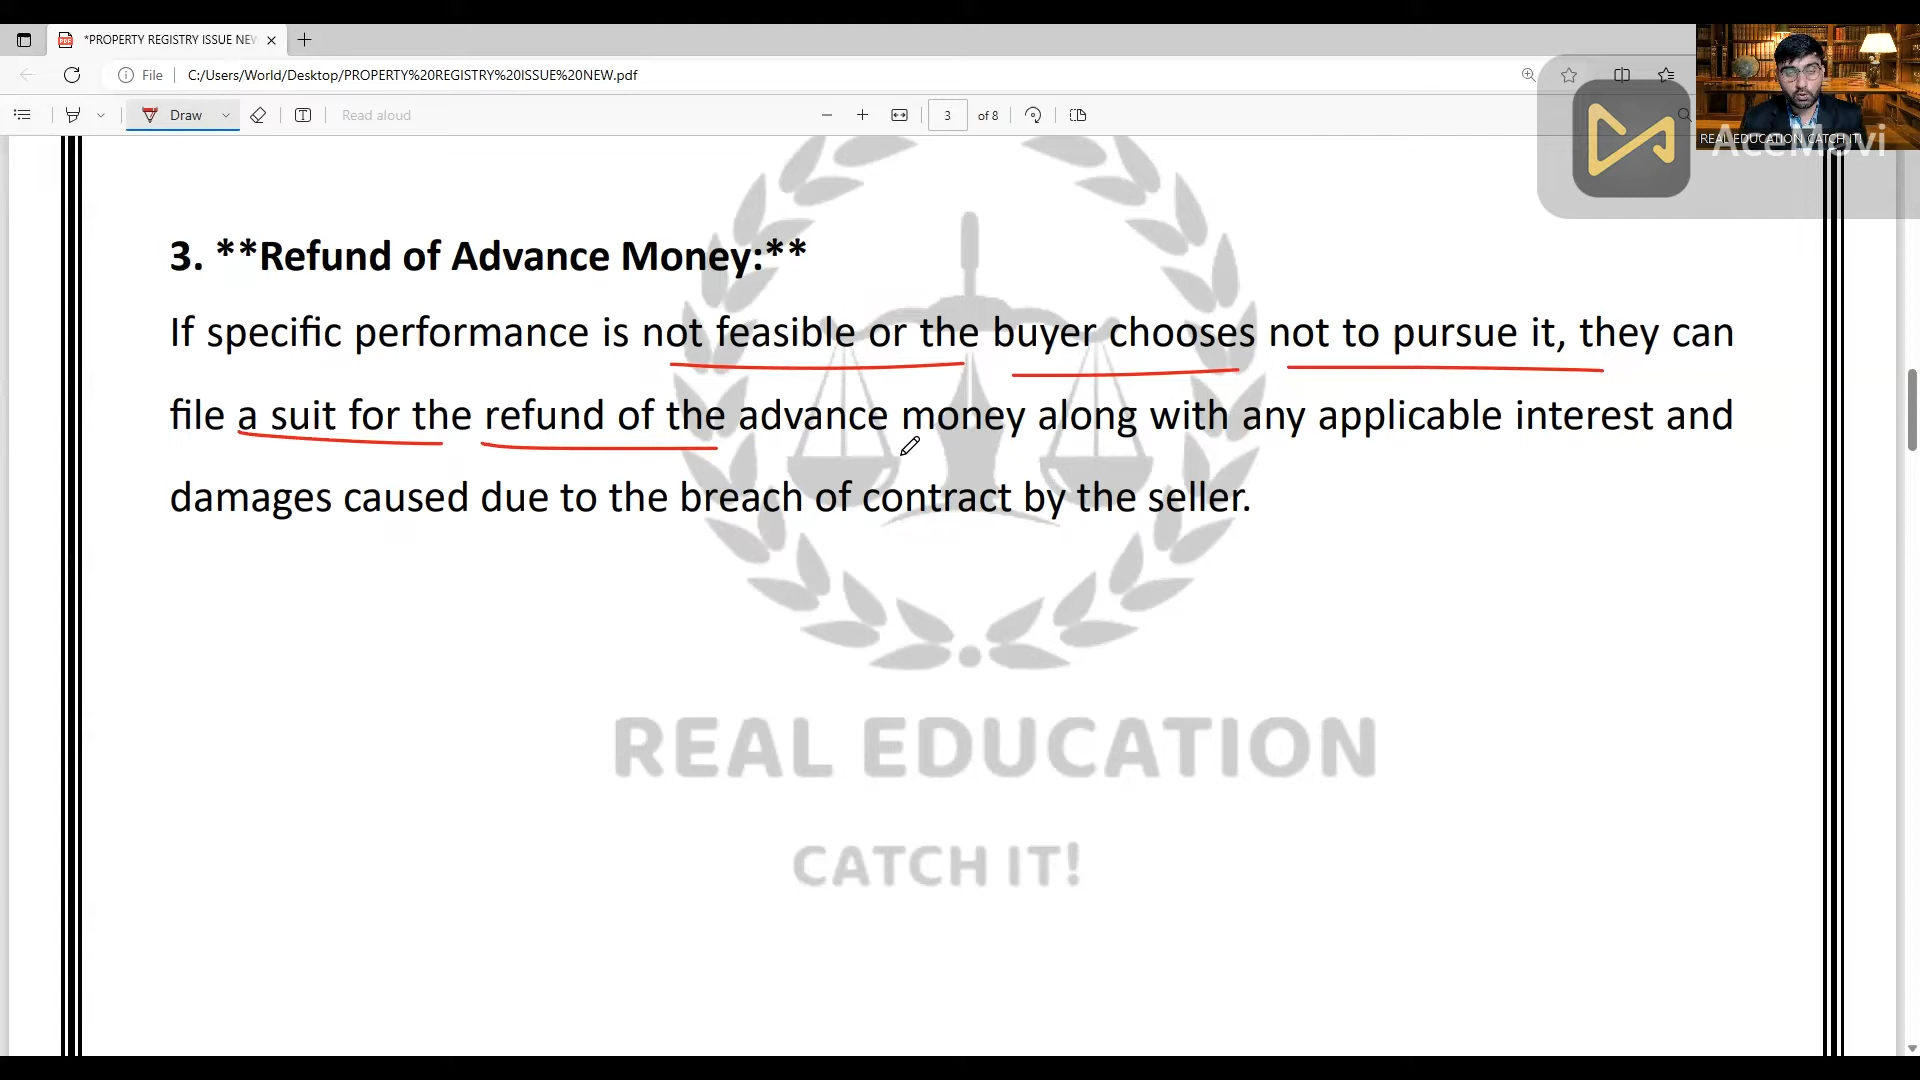 *PROPERTY REGISTRY ISSUE NEW
File
C:/Users/World/Desktop/PROPERTY%20REGISTRY%20ISSUE%20NEW.pdf
Draw
Read aloud
3
of 8
REAL EDUCATION CATCH IT!
AceMovi
3. **Refund of Advance Money:**
If specific performance is not feasible or the buyer chooses not to pursue it, they can
file a suit for the refund of the advance money along with any applicable interest and
damages caused due to the breach of contract by the seller.
REAL EDUCATION
CATCH IT!